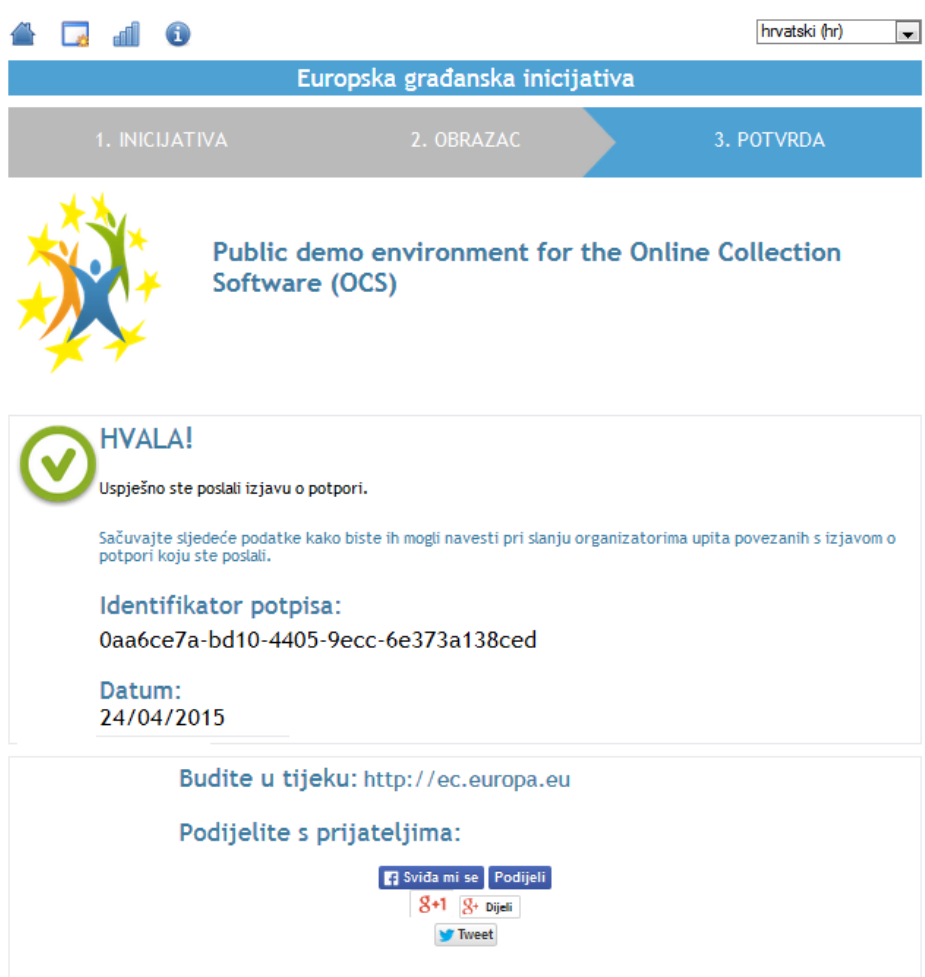 hrvatski (hr)
Europska građanska inicijativa
1. INICIJATIVA
2. OBRAZAC
3. POTVRDA
Public demo environment for the Online Collection
Software (OCS)
HVALA!
Uspješno ste poslali izjavu o potpori.
Sačuvajte sljedeće podatke kako biste ih mogli navesti pri slanju organizatorima upita povezanih s izjavom o
potpori koju ste poslali.
Identifikator potpisa:
0aa6ce7a-bd10-4405-9ecc-6e373a138ced
Datum:
24/04/2015
Budite u tijeku: http://ec.europa.eu
Podijelite s prijateljima:
Sviđa mi se Podijeli
g+1 g+ Dijeli
Tweet